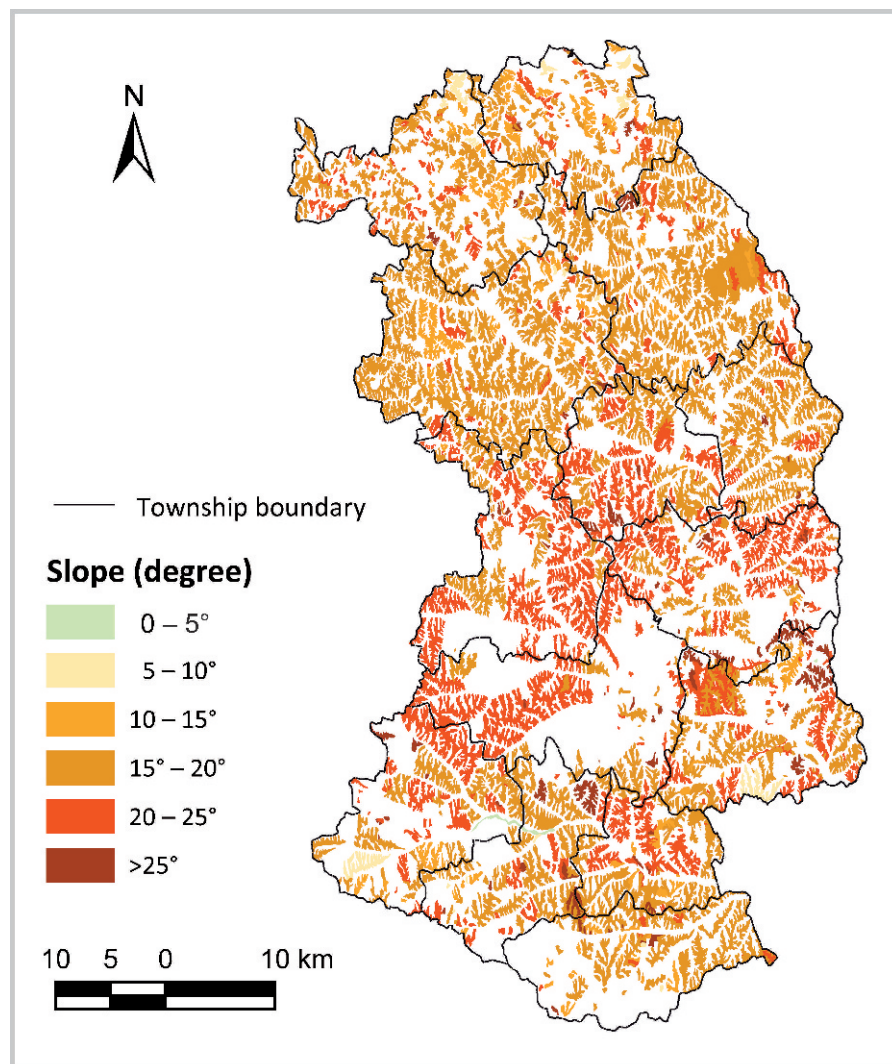 N
Township boundary
Slope (degree)
0 – 5°
5 – 10°
10 – 15°
15° – 20°
20 – 25°
>25°
10 5 0 10 km